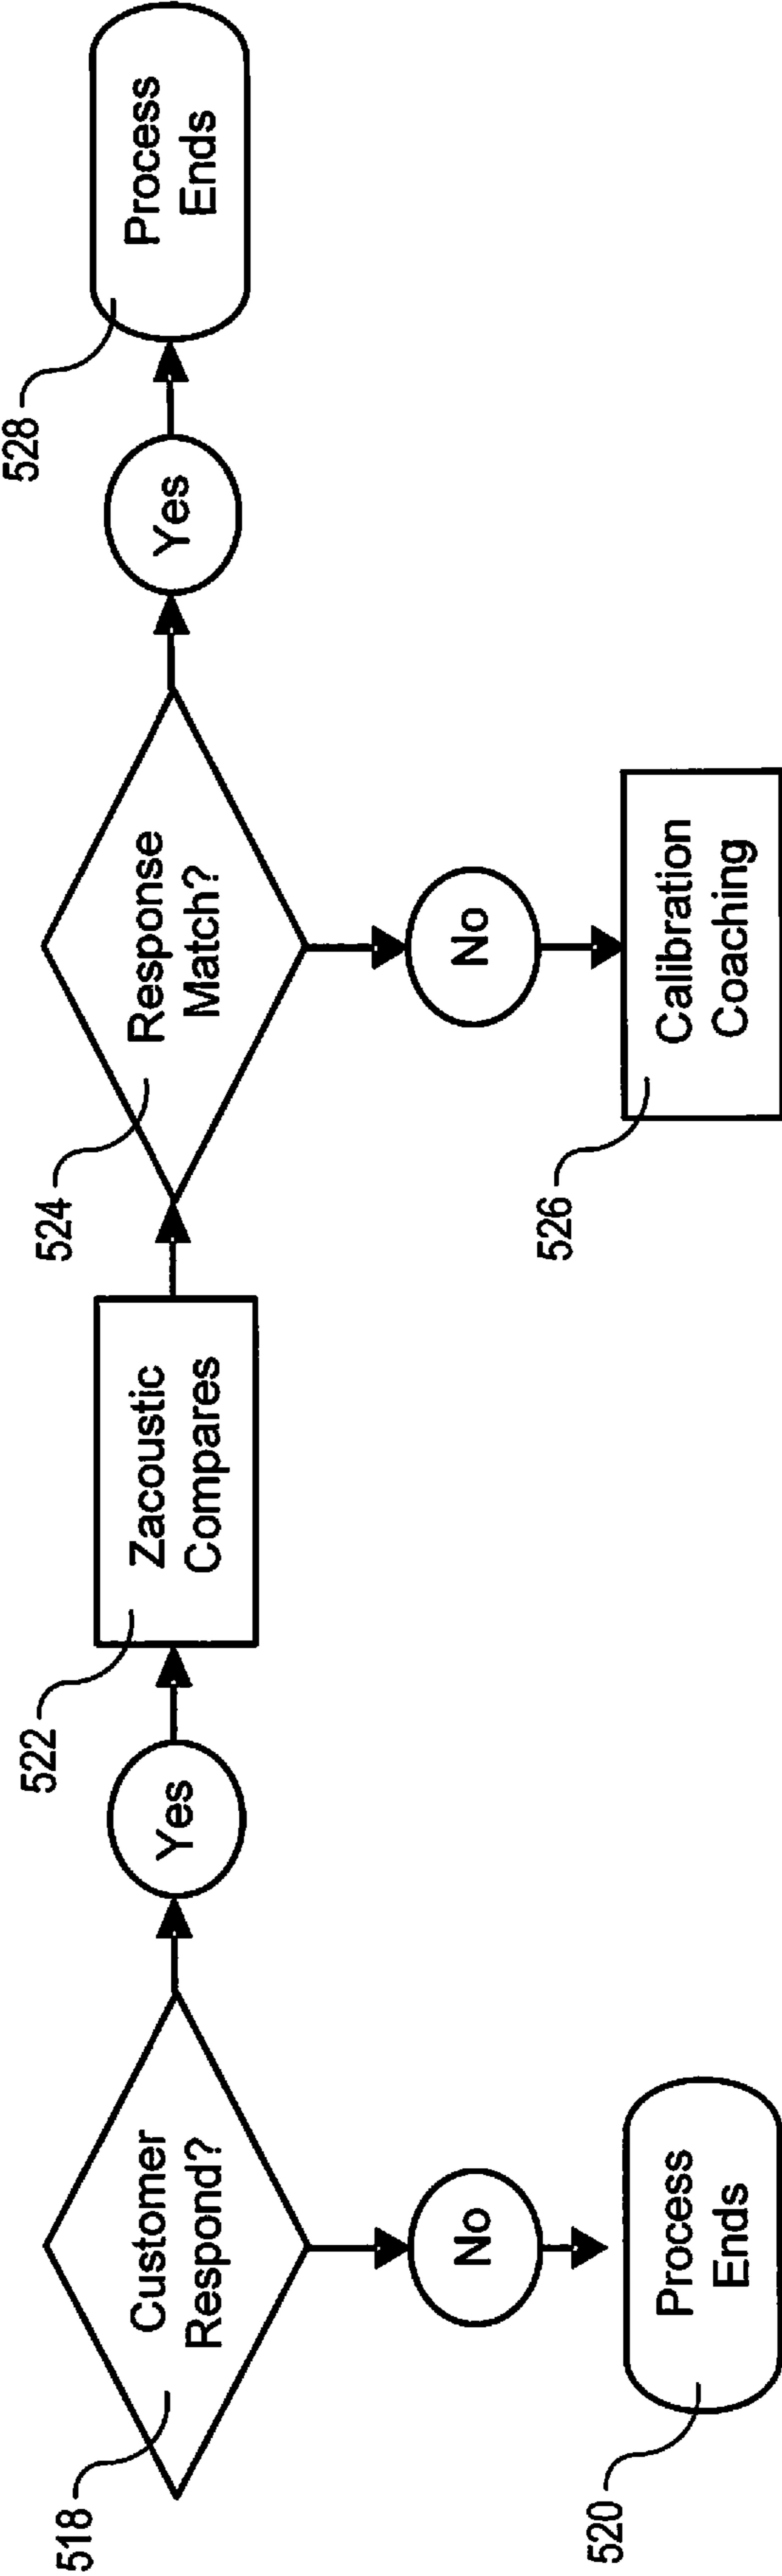 518
Customer
Respond?
Yes
522
Zacoustic
Compares
524
Response
Match?
Yes
528
Process
Ends
No
520
Process
Ends
No
526
Calibration
Coaching